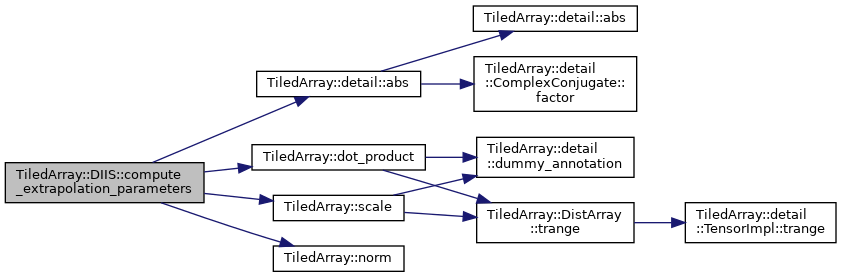 TiledArray::DIIS::compute
_extrapolation_parameters
TiledArray::detail::abs
TiledArray::detail::abs
TiledArray::detail
::ComplexConjugate::
factor
TiledArray::dot_product
TiledArray::detail
::dummy_annotation
TiledArray::scale
TiledArray::DistArray
::trange
TiledArray::detail
::TensorImpl::trange
TiledArray::norm